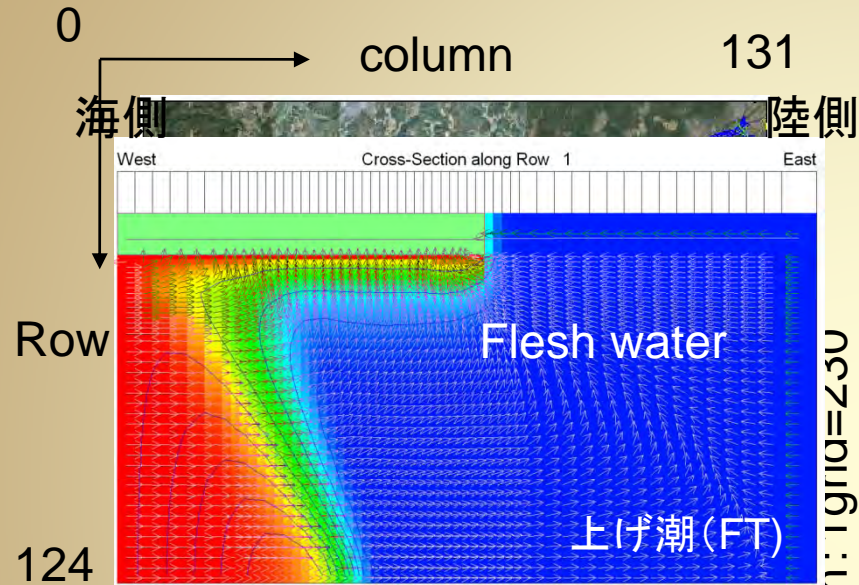 0
column
131
海側
陸側
West
Cross-Section along Row 1
East
Row
Flesh water
上げ潮(FT)
124